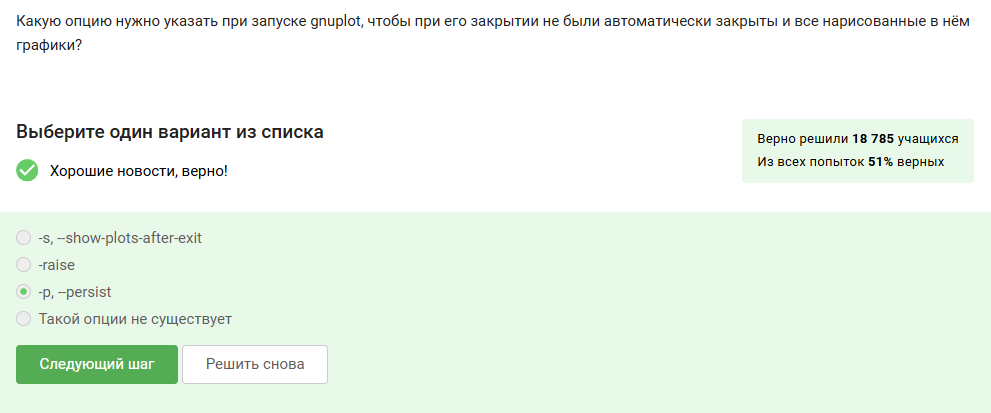 Какую опцию нужно указать при запуске gnuplot, чтобы при его закрытии не были автоматически закрыты и все нарисованные в нём
графики?
Выберите один вариант из списка
Хорошие новости, верно!
Верно решили 18 785 учащихся
Из всех попыток 51% верных
-s, --show-plots-after-exit
-raise
-p, --persist
Такой опции не существует
Следующий шаг
Решить снова